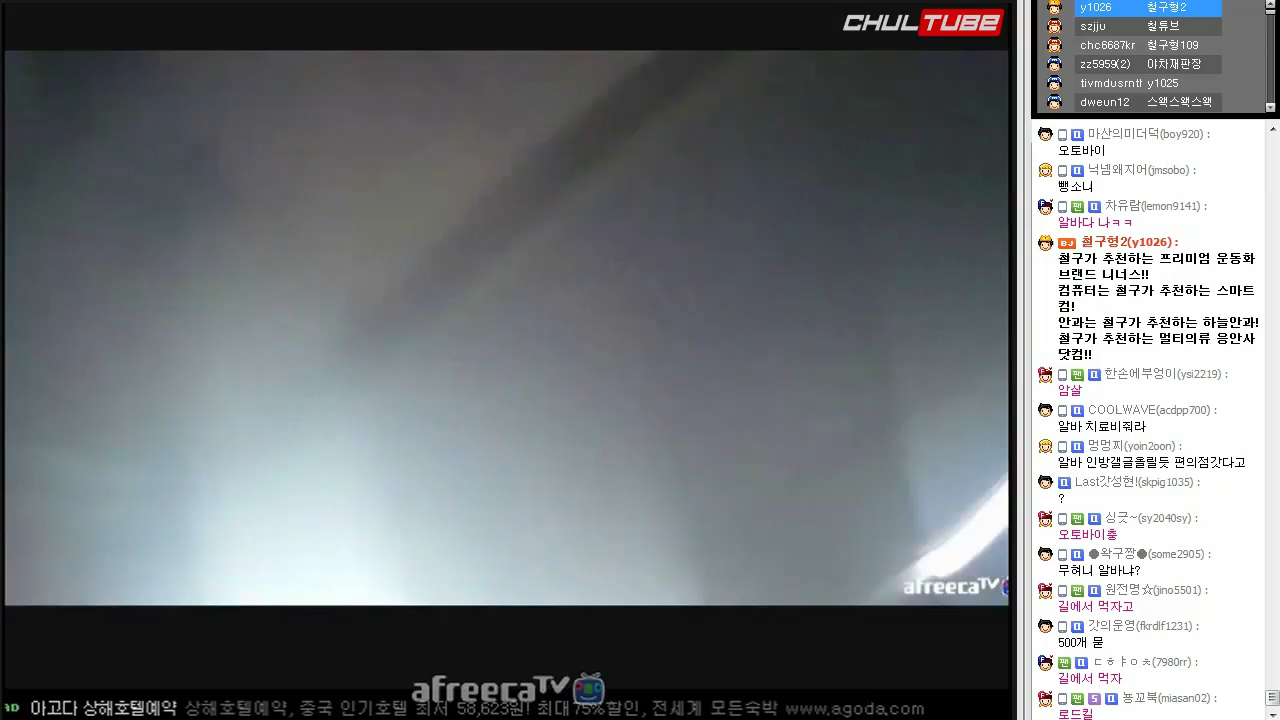 CHULTUBE
afreecaTV
afreecaTV
AD 아고다 상해호텔예약 상해호텔예약, 중국 인기호텔 최저 58,623원! 최대 75%할인, 전세계 모든숙박 www.agoda.com
y1026 철구형2
szjju 철튜브
chc6687kr 철구형109
zz5959(2) 야차재판장
tivmdusrntl y1025
dweun12 스왝스왝스왝
마산의미더덕(boy920) :
오토바이
넉넴왜지어(jmsobo) :
뺑소니
팬 차유람(lemon9141) :
알바다 나ㅋㅋ
BJ 철구형2(y1026) :
철구가 추천하는 프리미엄 운동화
브랜드 니너스!!
컴퓨터는 철구가 추천하는 스마트
컴!
안과는 철구가 추천하는 하늘안과!
철구가 추천하는 멀티의류 응안사
닷컴!!
팬 한손에부엉이(ysi2219) :
암살
COOLWAVE(acdpp700) :
알바 치료비줘라
멍멍찌(yoin2oon) :
알바 인방갤글올릴듯 편의점갓다고
Last갓성현!(skpig1035) :
?
팬 싱긋~(sy2040sy) :
오토바이충
●왁구짱●(some2905) :
무혀니 알바냐?
팬 원전명☆(jino5501) :
길에서 먹자고
갓의운영(fkrdlf1231) :
500개 묻
팬 ㄷㅎㅑㅇㅊ(7980rr) :
길에서 먹자
팬 S 뇽꼬북(miasan02) :
로드킬